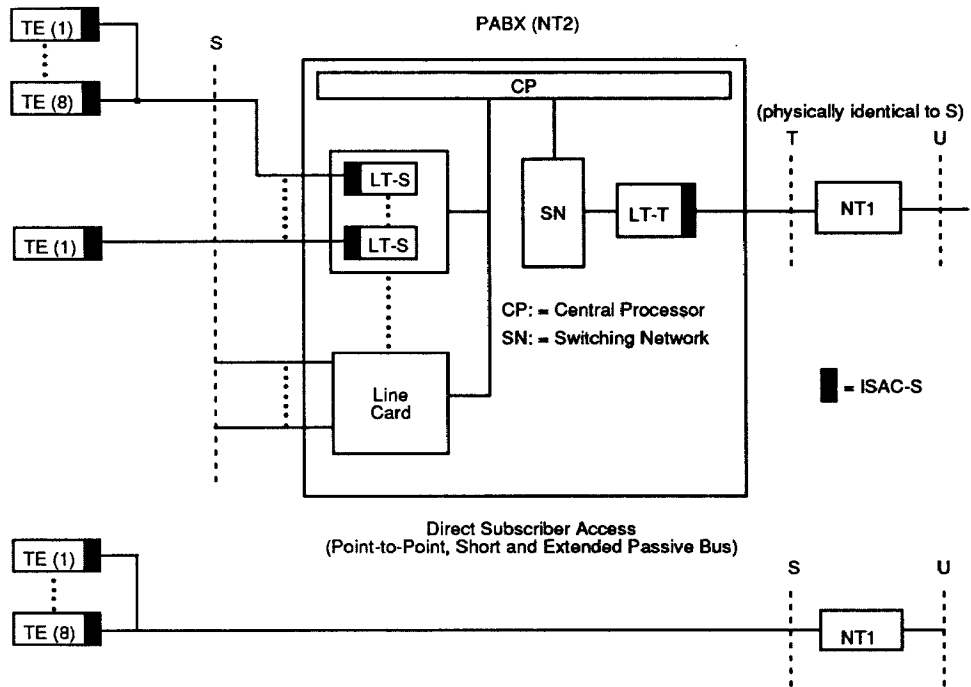 TE (1)
TE (8)
TE (1)
S
PABX (NT2)
CP
LT-S
LT-S
SN
LT-T
CP: = Central Processor
SN: = Switching Network
Line
Card
(physically identical to S)
T
U
NT1
= ISAC-S
Direct Subscriber Access
(Point-to-Point, Short and Extended Passive Bus)
TE (1)
TE (8)
S
U
NT1